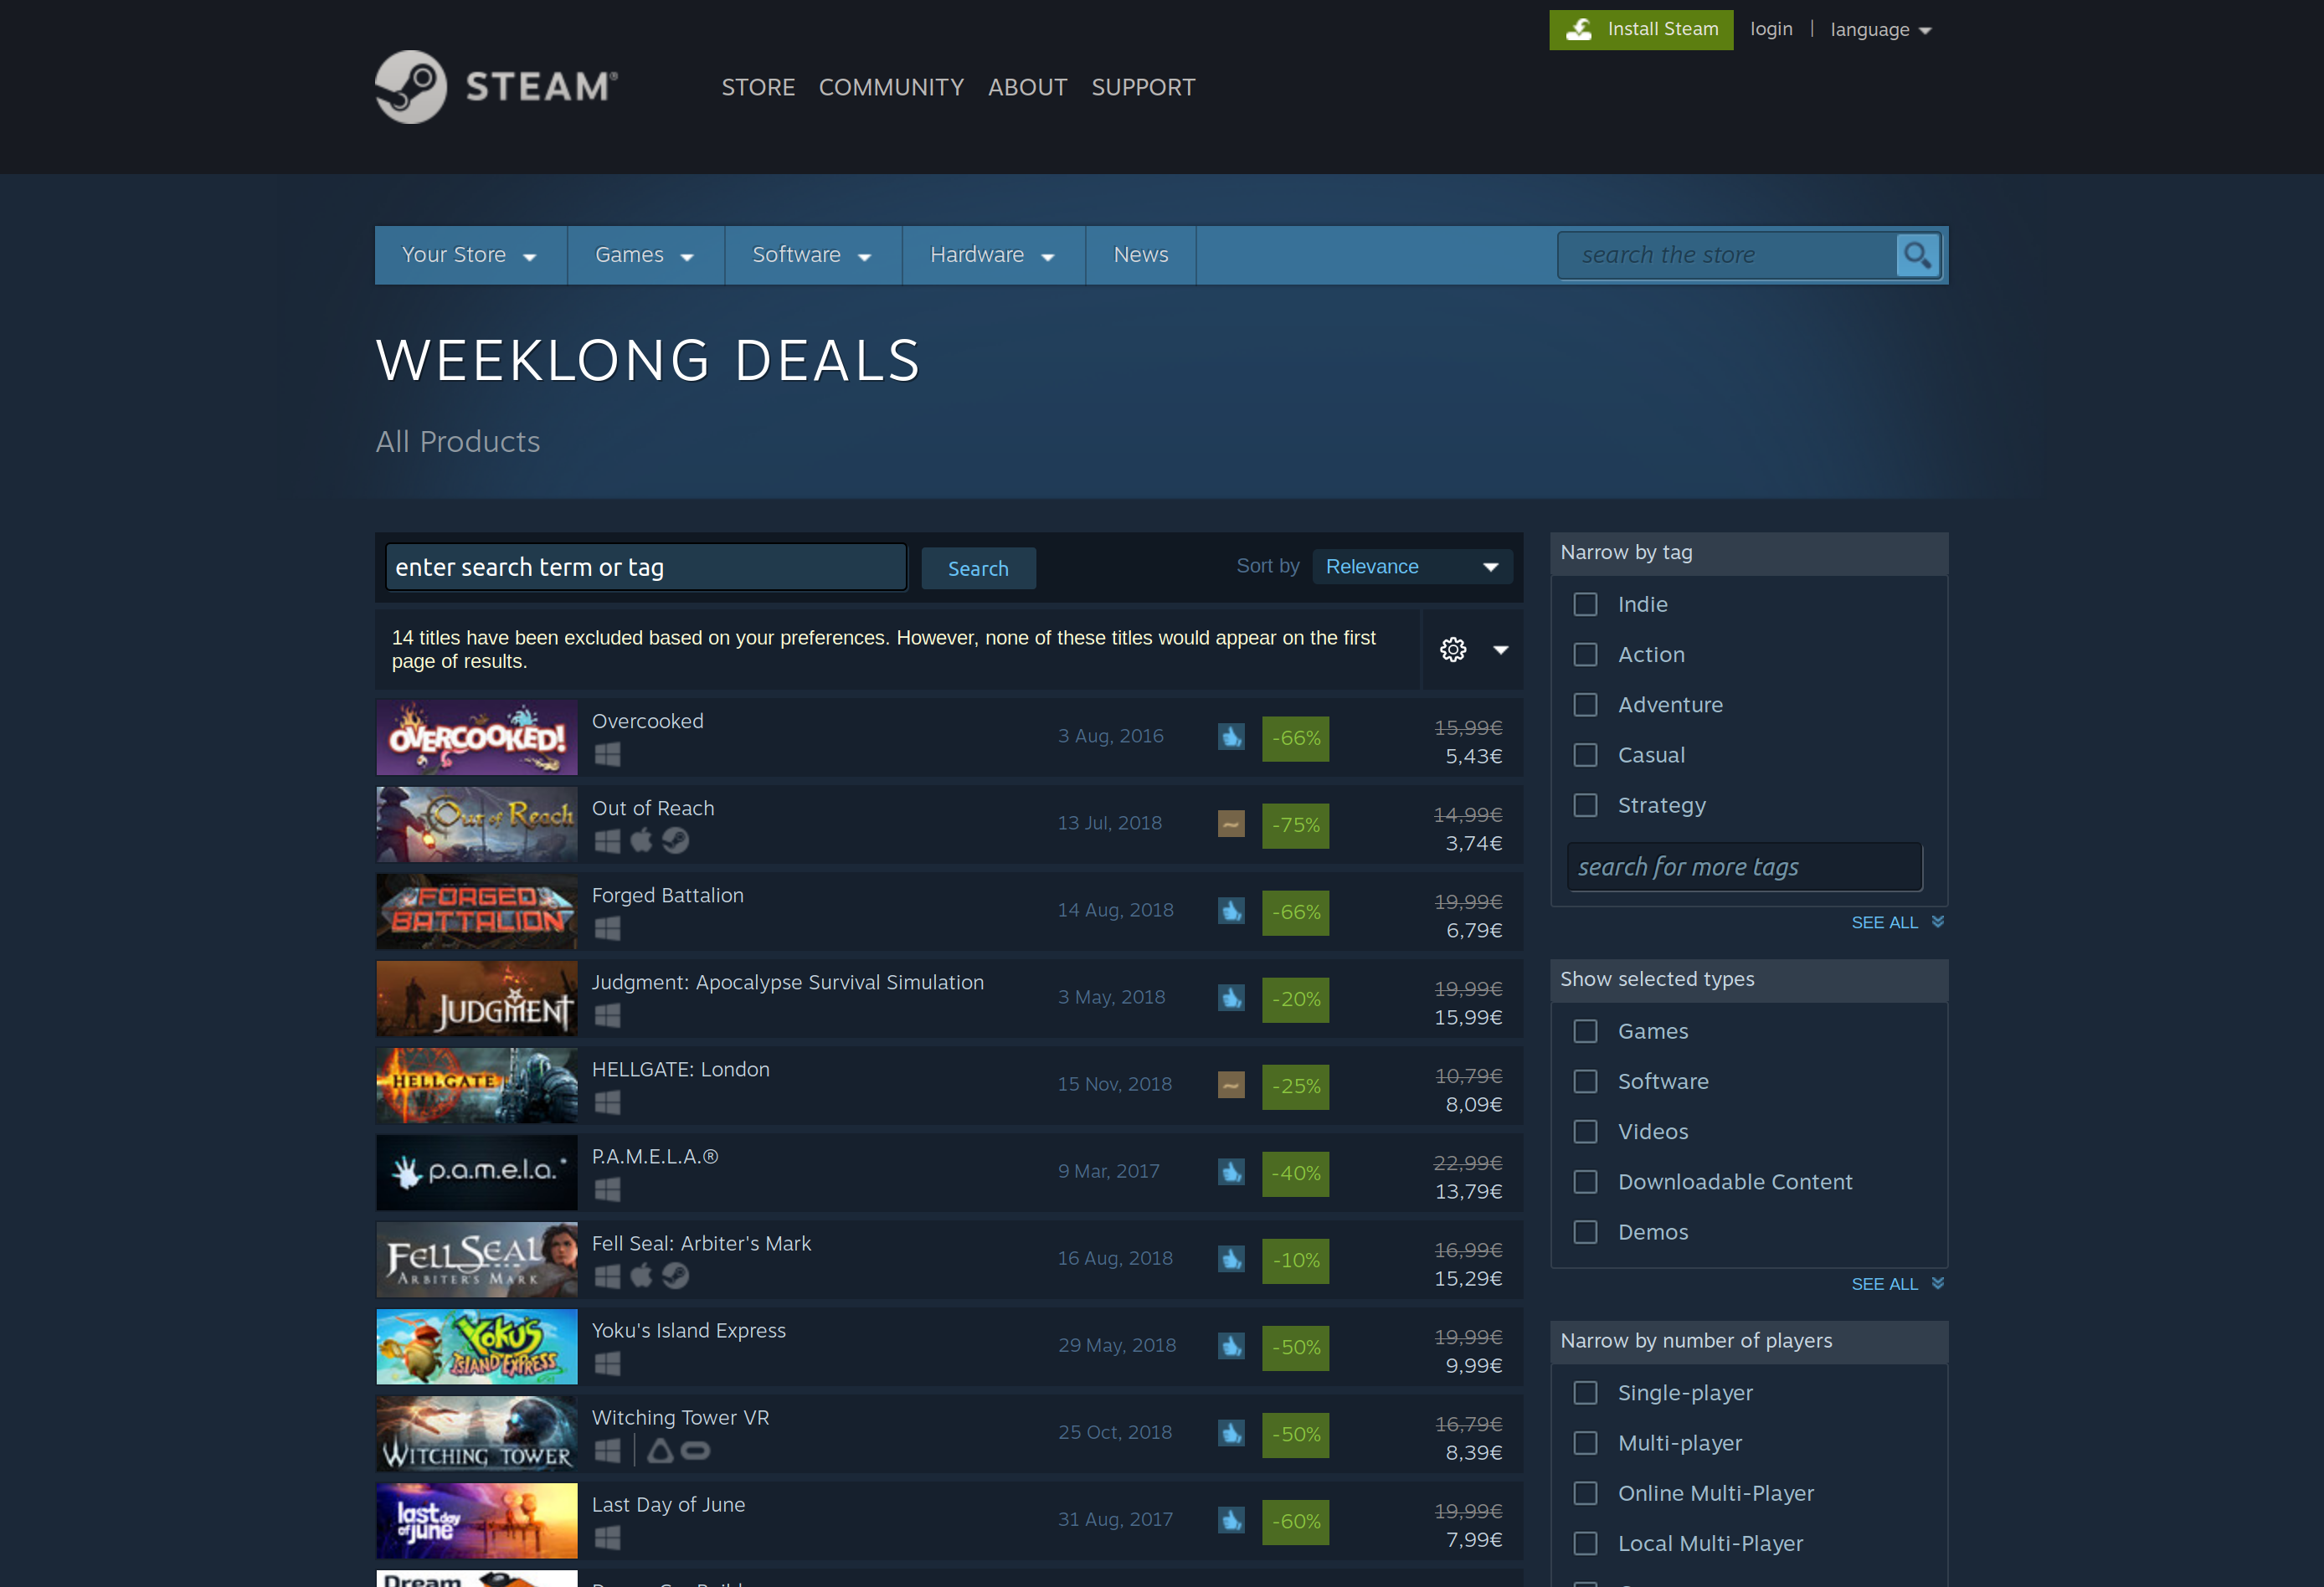 Install Steam login | language
STEAM® STORE COMMUNITY ABOUT SUPPORT
Your Store Games Software Hardware News search the store
WEEKLONG DEALS
All Products
enter search term or tag Search Sort by Relevance
14 titles have been excluded based on your preferences. However, none of these titles would appear on the first
page of results.
OVERCOOKED! Overcooked 3 Aug, 2016 -66% 15,99€
5,43€
Out of Reach Out of Reach 13 Jul, 2018 -75% 14,99€
3,74€
FORGED BATTALION Forged Battalion 14 Aug, 2018 -66% 19,99€
6,79€
JUDGMENT Judgment: Apocalypse Survival Simulation 3 May, 2018 -20% 19,99€
15,99€
HELLGATE HELLGATE: London 15 Nov, 2018 -25% 10,79€
8,09€
p.a.m.e.l.a.® P.A.M.E.L.A.® 9 Mar, 2017 -40% 22,99€
13,79€
FELL SEAL ARBITER'S MARK Fell Seal: Arbiter's Mark 16 Aug, 2018 -10% 16,99€
15,29€
YOKU'S ISLAND EXPRESS Yoku's Island Express 29 May, 2018 -50% 19,99€
9,99€
WITCHING TOWER Witching Tower VR 25 Oct, 2018 -50% 16,79€
8,39€
last day of june Last Day of June 31 Aug, 2017 -60% 19,99€
7,99€
Dream
Narrow by tag
Indie
Action
Adventure
Casual
Strategy
search for more tags
SEE ALL
Show selected types
Games
Software
Videos
Downloadable Content
Demos
SEE ALL
Narrow by number of players
Single-player
Multi-player
Online Multi-Player
Local Multi-Player